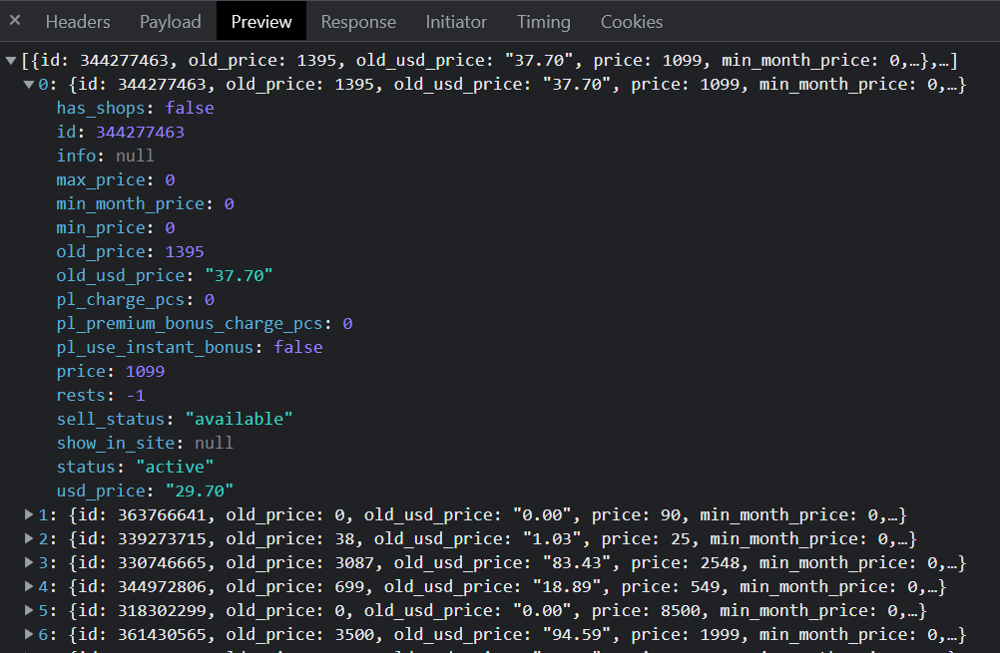 × Headers Payload Preview Response Initiator Timing Cookies
▼[{id: 344277463, old_price: 1395, old_usd_price: "37.70", price: 1099, min_month_price: 0,…},…]
▼0: {id: 344277463, old_price: 1395, old_usd_price: "37.70", price: 1099, min_month_price: 0,…}
has_shops: false
id: 344277463
info: null
max_price: 0
min_month_price: 0
min_price: 0
old_price: 1395
old_usd_price: "37.70"
pl_charge_pcs: 0
pl_premium_bonus_charge_pcs: 0
pl_use_instant_bonus: false
price: 1099
rests: -1
sell_status: "available"
show_in_site: null
status: "active"
usd_price: "29.70"
▶1: {id: 363766641, old_price: 0, old_usd_price: "0.00", price: 90, min_month_price: 0,…}
▶2: {id: 339273715, old_price: 38, old_usd_price: "1.03", price: 25, min_month_price: 0,…}
▶3: {id: 330746665, old_price: 3087, old_usd_price: "83.43", price: 2548, min_month_price: 0,…}
▶4: {id: 344972806, old_price: 699, old_usd_price: "18.89", price: 549, min_month_price: 0,…}
▶5: {id: 318302299, old_price: 0, old_usd_price: "0.00", price: 8500, min_month_price: 0,…}
▶6: {id: 361430565, old_price: 3500, old_usd_price: "94.59", price: 1999, min_month_price: 0,…}